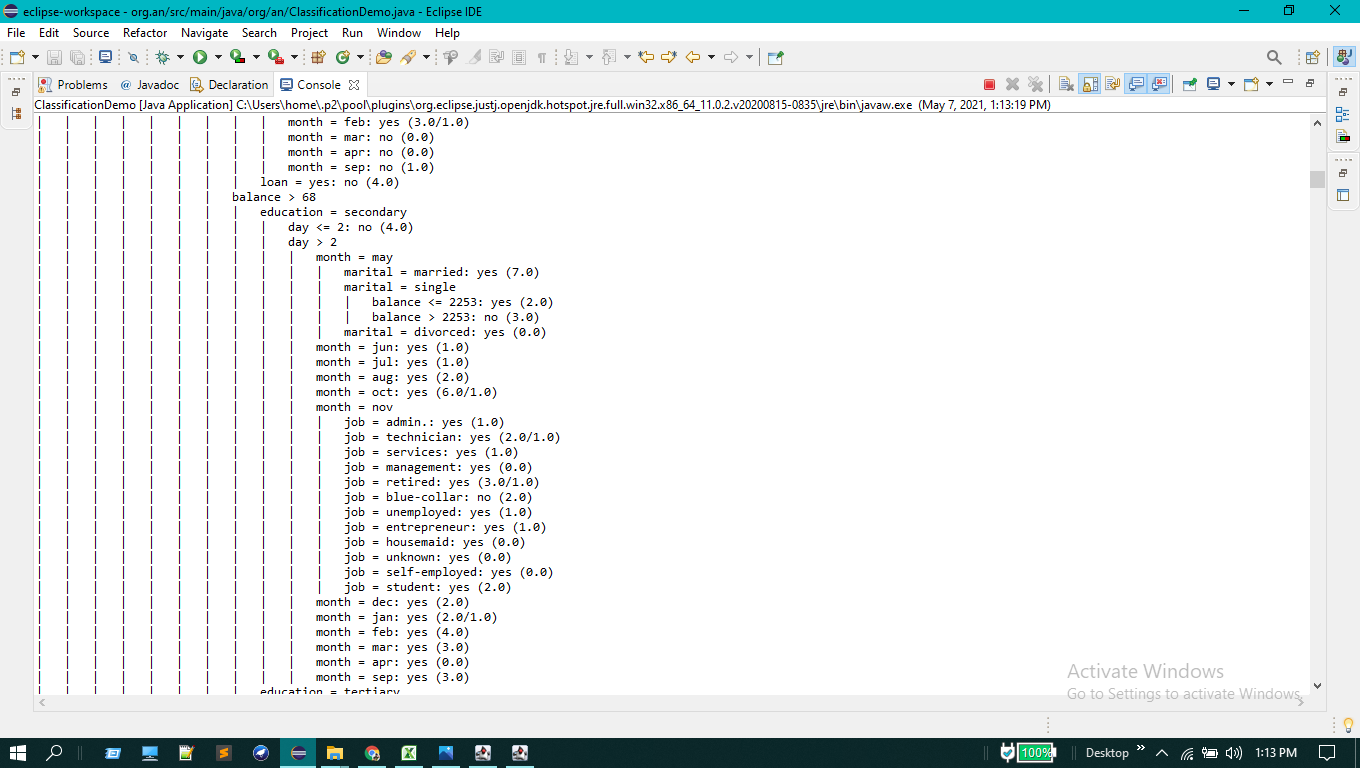 eclipse-workspace - org.an/src/main/java/org/an/ClassificationDemo.java - Eclipse IDE
File Edit Source Refactor Navigate Search Project Run Window Help
Problems @ Javadoc Declaration Console
ClassificationDemo [Java Application] C:\Users\home\.p2\pool\plugins\org.eclipse.justj.openjdk.hotspot.jre.full.win32.x86_64_11.0.2.v20200815-0835\jre\bin\javaw.exe (May 7, 2021, 1:13:19 PM)
| | | | | | | | | month = feb: yes (3.0/1.0)
| | | | | | | | | month = mar: no (0.0)
| | | | | | | | | month = apr: no (0.0)
| | | | | | | | | month = sep: no (1.0)
| | | | | | | | loan = yes: no (4.0)
| | | | | | | balance > 68
| | | | | | | | education = secondary
| | | | | | | | | day <= 2: no (4.0)
| | | | | | | | | day > 2
| | | | | | | | | | month = may
| | | | | | | | | | | marital = married: yes (7.0)
| | | | | | | | | | | marital = single
| | | | | | | | | | | | balance <= 2253: yes (2.0)
| | | | | | | | | | | | balance > 2253: no (3.0)
| | | | | | | | | | | marital = divorced: yes (0.0)
| | | | | | | | | | month = jun: yes (1.0)
| | | | | | | | | | month = jul: yes (1.0)
| | | | | | | | | | month = aug: yes (2.0)
| | | | | | | | | | month = oct: yes (6.0/1.0)
| | | | | | | | | | month = nov
| | | | | | | | | | | job = admin.: yes (1.0)
| | | | | | | | | | | job = technician: yes (2.0/1.0)
| | | | | | | | | | | job = services: yes (1.0)
| | | | | | | | | | | job = management: yes (0.0)
| | | | | | | | | | | job = retired: yes (3.0/1.0)
| | | | | | | | | | | job = blue-collar: no (2.0)
| | | | | | | | | | | job = unemployed: yes (1.0)
| | | | | | | | | | | job = entrepreneur: yes (1.0)
| | | | | | | | | | | job = housemaid: yes (0.0)
| | | | | | | | | | | job = unknown: yes (0.0)
| | | | | | | | | | | job = self-employed: yes (0.0)
| | | | | | | | | | | job = student: yes (2.0)
| | | | | | | | | | month = dec: yes (2.0)
| | | | | | | | | | month = jan: yes (2.0/1.0)
| | | | | | | | | | month = feb: yes (4.0)
| | | | | | | | | | month = mar: yes (3.0)
| | | | | | | | | | month = apr: yes (0.0)
| | | | | | | | | | month = sep: yes (3.0)
| | | | | | | | education = tertiary
Activate Windows
Go to Settings to activate Windows.
100% Desktop 1:13 PM